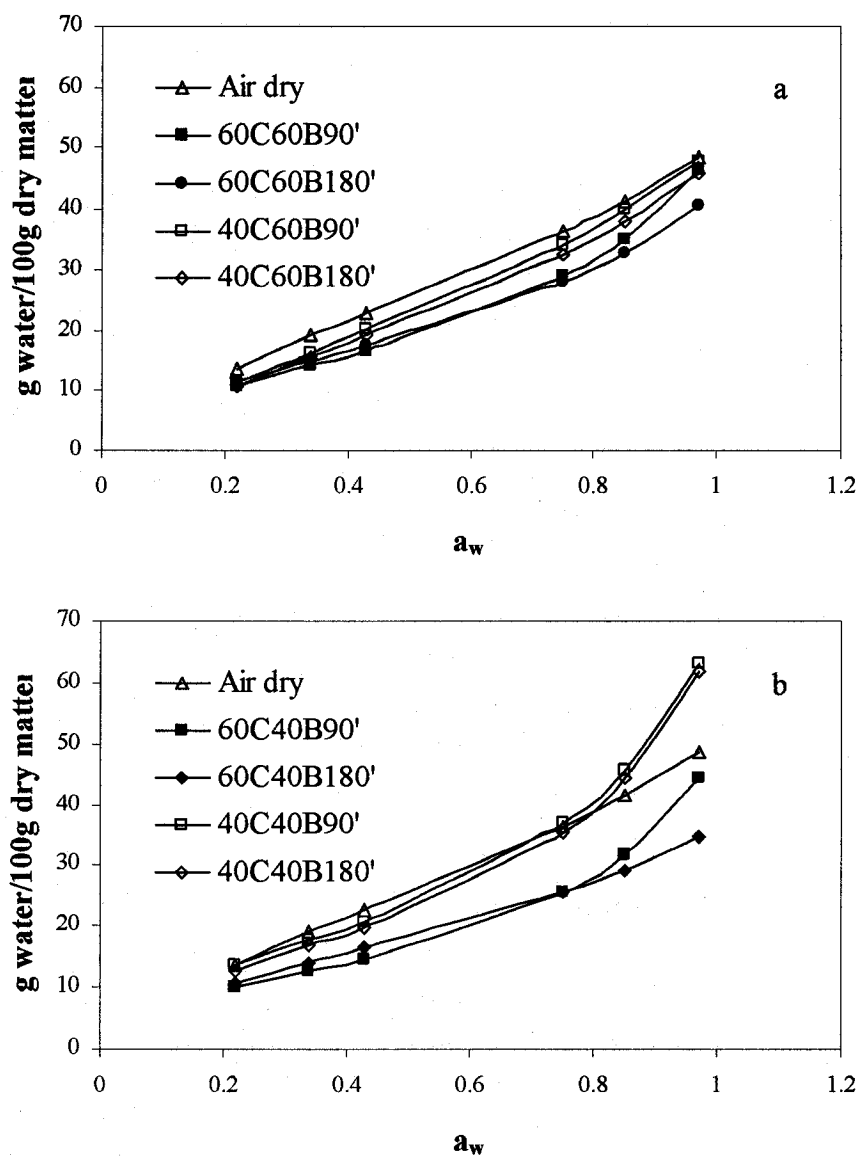 70
60
50
40
30
20
10
0
g water/100g dry matter
Air dry
60C60B90'
60C60B180'
40C60B90'
40C60B180'
a
0 0.2 0.4 0.6 0.8 1 1.2
aw
70
60
50
40
30
20
10
0
g water/100g dry matter
Air dry
60C40B90'
60C40B180'
40C40B90'
40C40B180'
b
0 0.2 0.4 0.6 0.8 1 1.2
aw